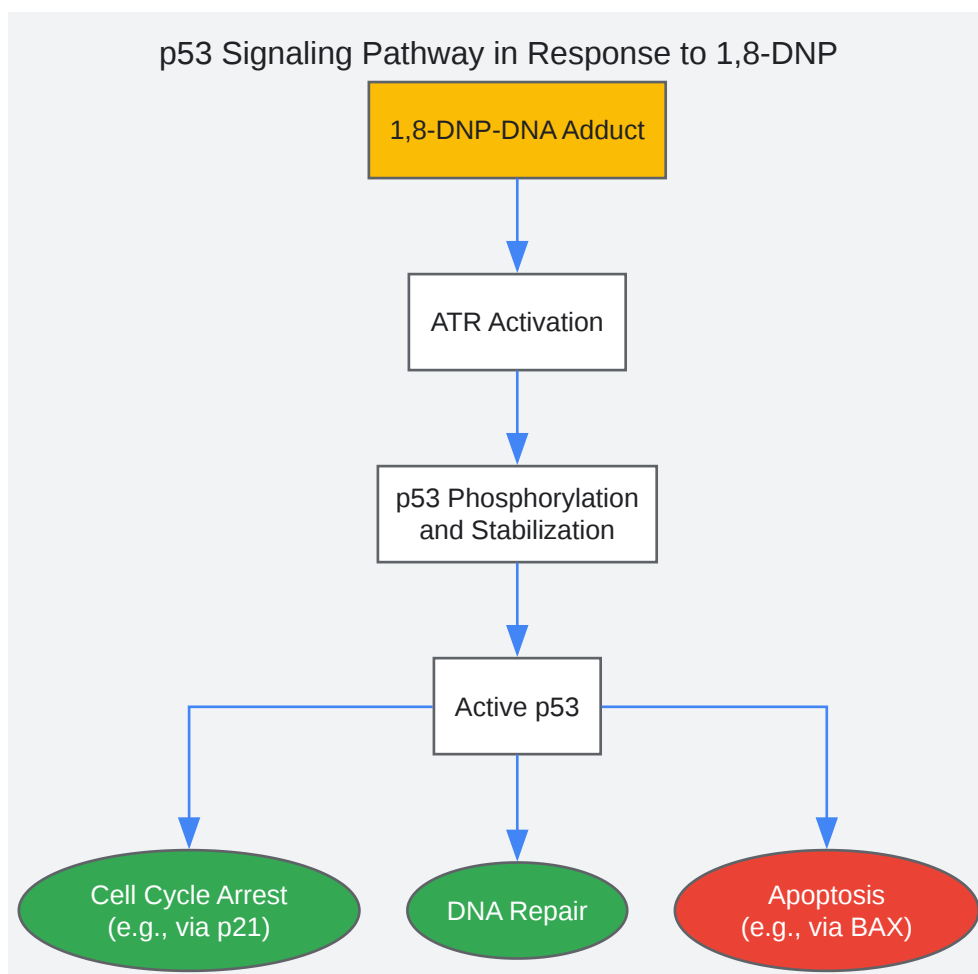 p53 Signaling Pathway in Response to 1,8-DNP
1,8-DNP-DNA Adduct
ATR Activation
p53 Phosphorylation
and Stabilization
Active p53
Cell Cycle Arrest
(e.g., via p21)
DNA Repair
Apoptosis
(e.g., via BAX)